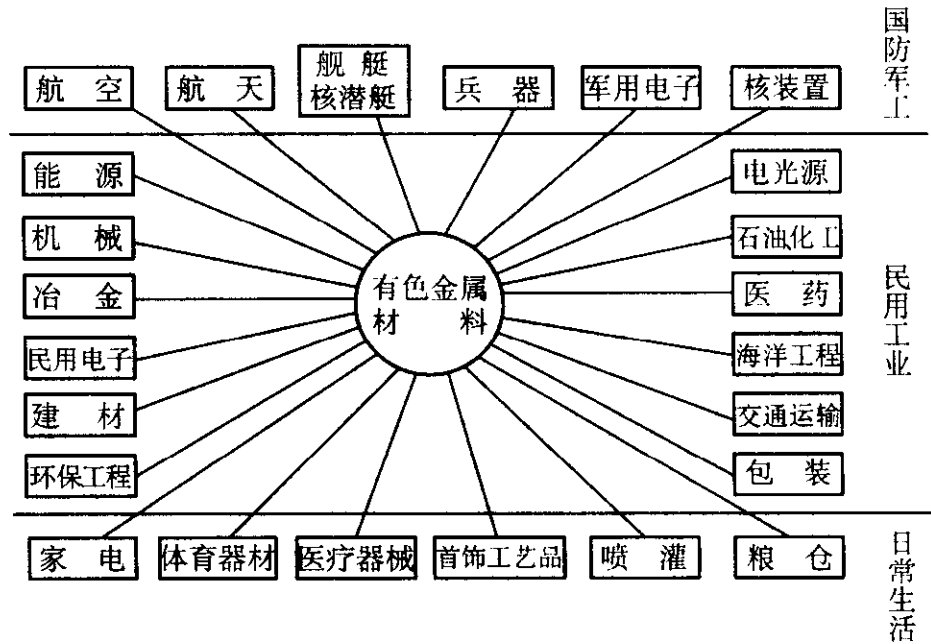 国防军工
航空
航天
舰艇
核潜艇
兵器
军用电子
核装置
民用工业
能源
机械
冶金
民用电子
建材
环保工程
有色金属
材料
电光源
石油化工
医药
海洋工程
交通运输
包装
日常生活
家电
体育器材
医疗器械
首饰工艺品
喷灌
粮仓